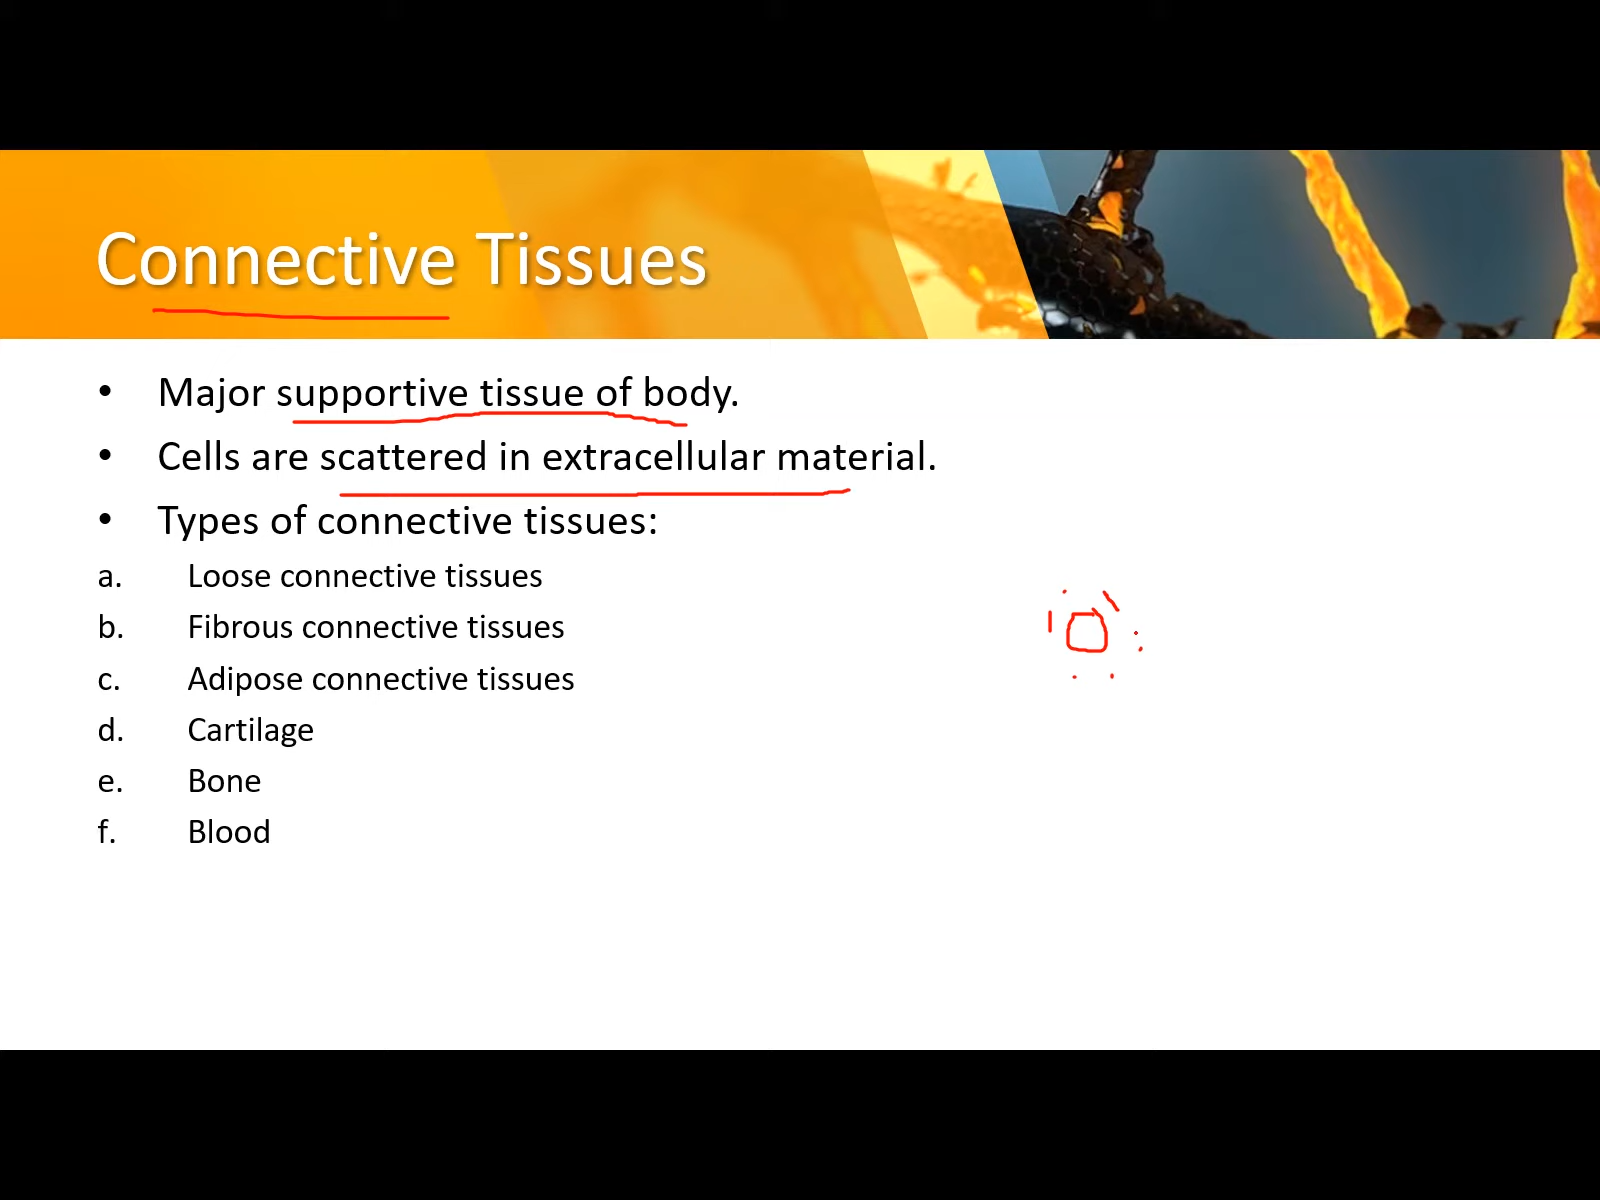 Connective Tissues
• Major supportive tissue of body.
• Cells are scattered in extracellular material.
• Types of connective tissues:
a. Loose connective tissues
b. Fibrous connective tissues
c. Adipose connective tissues
d. Cartilage
e. Bone
f. Blood